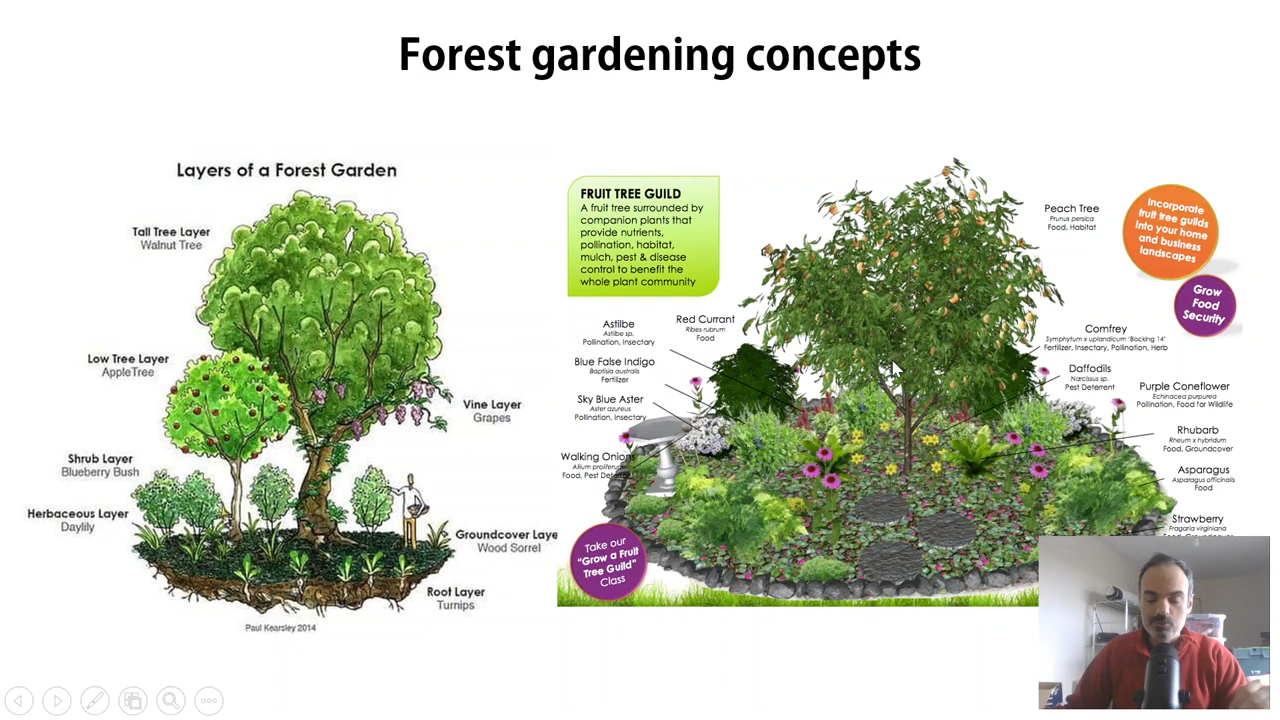 Forest gardening concepts
Layers of a Forest Garden
Tall Tree Layer
Walnut Tree
Low Tree Layer
AppleTree
Vine Layer
Grapes
Shrub Layer
Blueberry Bush
Herbaceous Layer
Daylily
Groundcover Laye
Wood Sorrel
Root Layer
Turnips
Paul Kearsley 2014
FRUIT TREE GUILD
A fruit tree surrounded by
companion plants that
provide nutrients,
pollination, habitat,
mulch, pest & disease
control to benefit the
whole plant community
Peach Tree
Prunus persica
Food, Habitat
Incorporate
fruit tree guilds
into your home
and business
landscapes
Grow
Food
Security
Astilbe
Astilbe sp.
Pollination, Insectary
Red Currant
Ribes rubrum
Food
Blue False Indigo
Baptisia australis
Fertilizer
Sky Blue Aster
Aster azureus
Pollination, Insectary
Walking Onions
Allium proliferum
Food, Pest Deterrent
Comfrey
Symphytum x uplandicum 'Bocking 14'
Fertilizer, Insectary, Pollination, Herb
Daffodils
Narcissus sp.
Pest Deterrent
Purple Coneflower
Echinacea purpurea
Pollination, Food for Wildlife
Rhubarb
Rheum x hybridum
Food, Groundcover
Asparagus
Asparagus officinalis
Food
Strawberry
Fragaria virginiana
Take our
"Grow a Fruit
Tree Guild"
Class